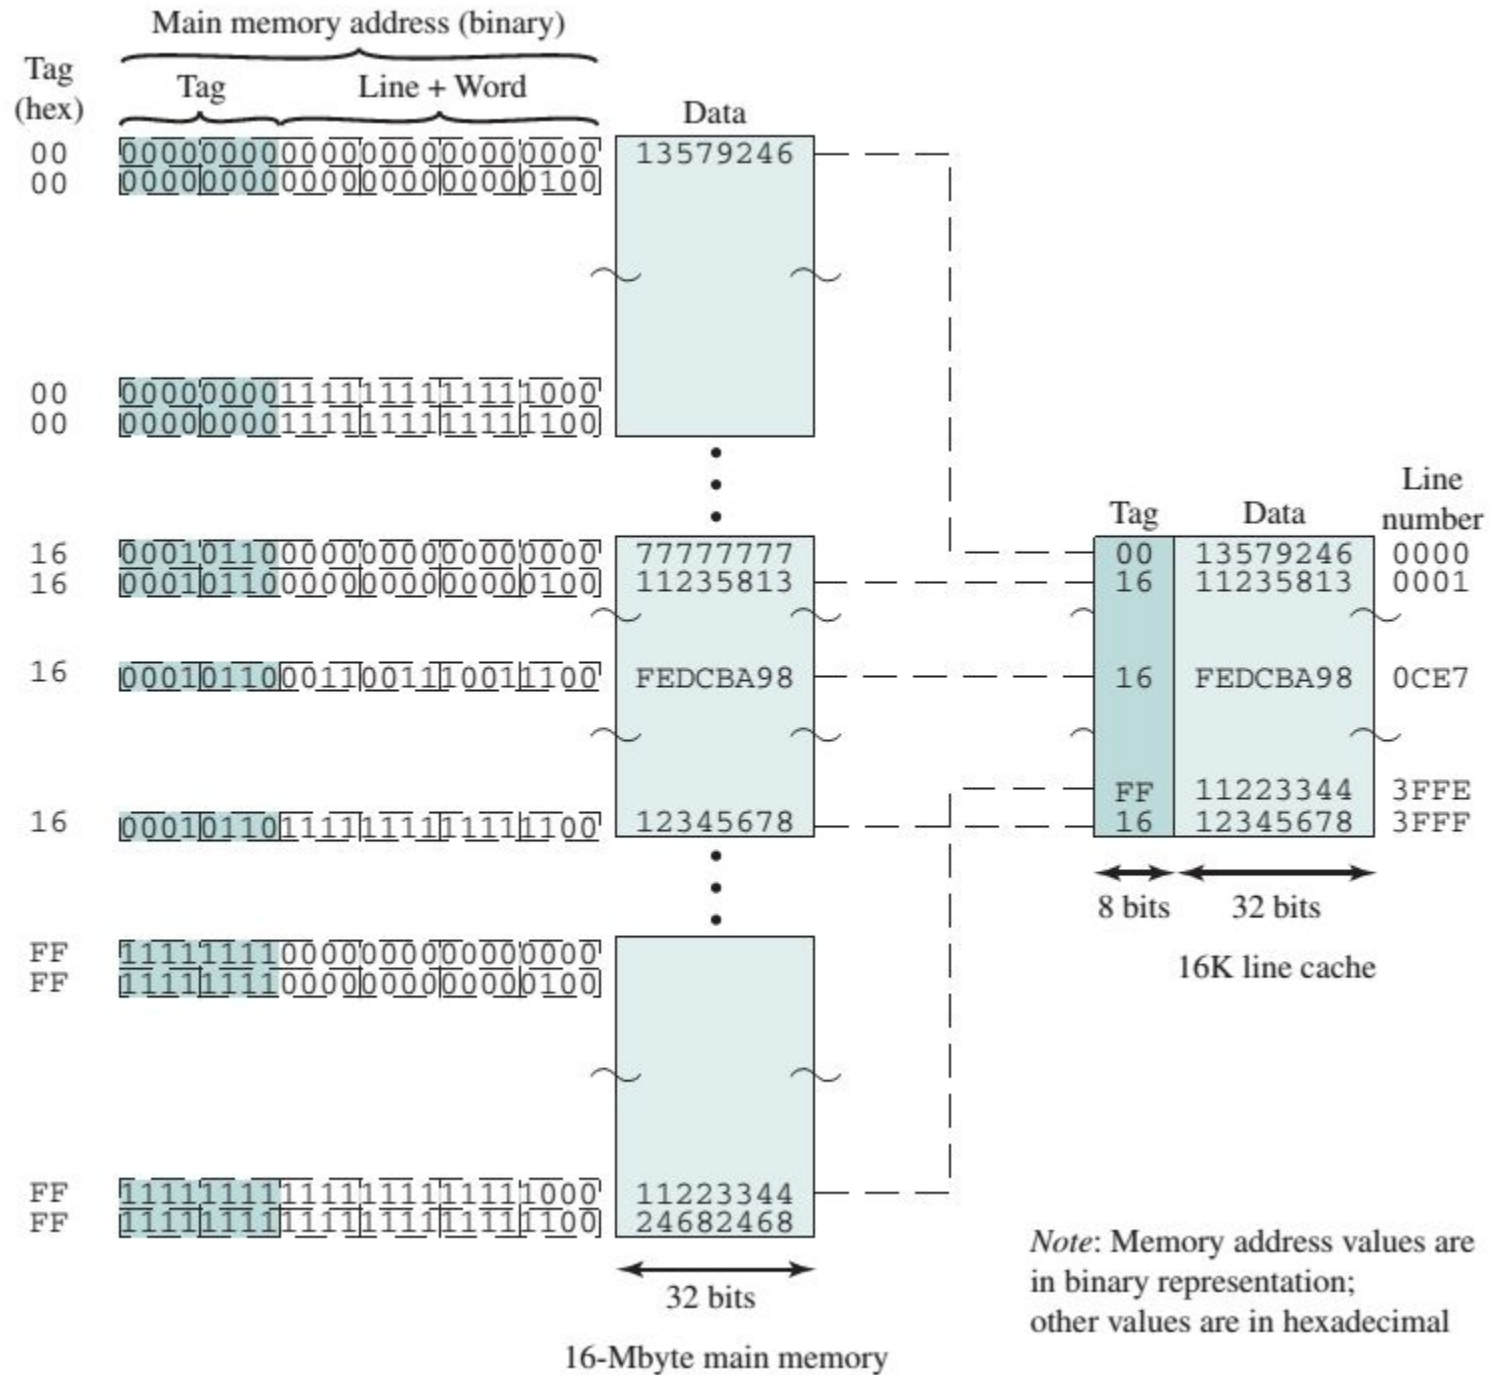 Main memory address (binary)
Tag
(hex)
Tag
Line + Word
Data
00 000000000000000000000000 13579246
00 000000000000000000000100
00 000000001111111111111000
00 000000001111111111111100
16 000101100000000000000000 77777777
16 000101100000000000000100 11235813
16 000101100011001110011100 FEDCBA98
16 000101101111111111111100 12345678
FF 111111110000000000000000
FF 111111110000000000000100
FF 111111111111111111111000 11223344
FF 111111111111111111111100 24682468
32 bits
16-Mbyte main memory
Tag
Data
Line
number
00 13579246 0000
16 11235813 0001
16 FEDCBA98 0CE7
FF 11223344 3FFE
16 12345678 3FFF
8 bits
32 bits
16K line cache
Note: Memory address values are
in binary representation;
other values are in hexadecimal